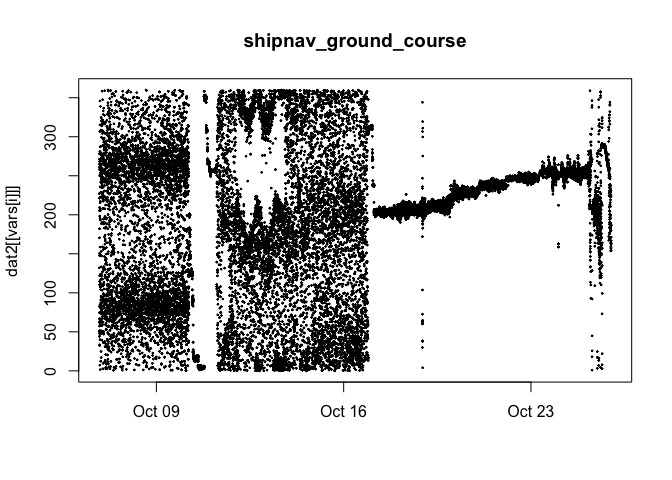 shipnav_ground_course
dat2[[vars[i]]]
300
200
100
50
0
Oct 09
Oct 16
Oct 23